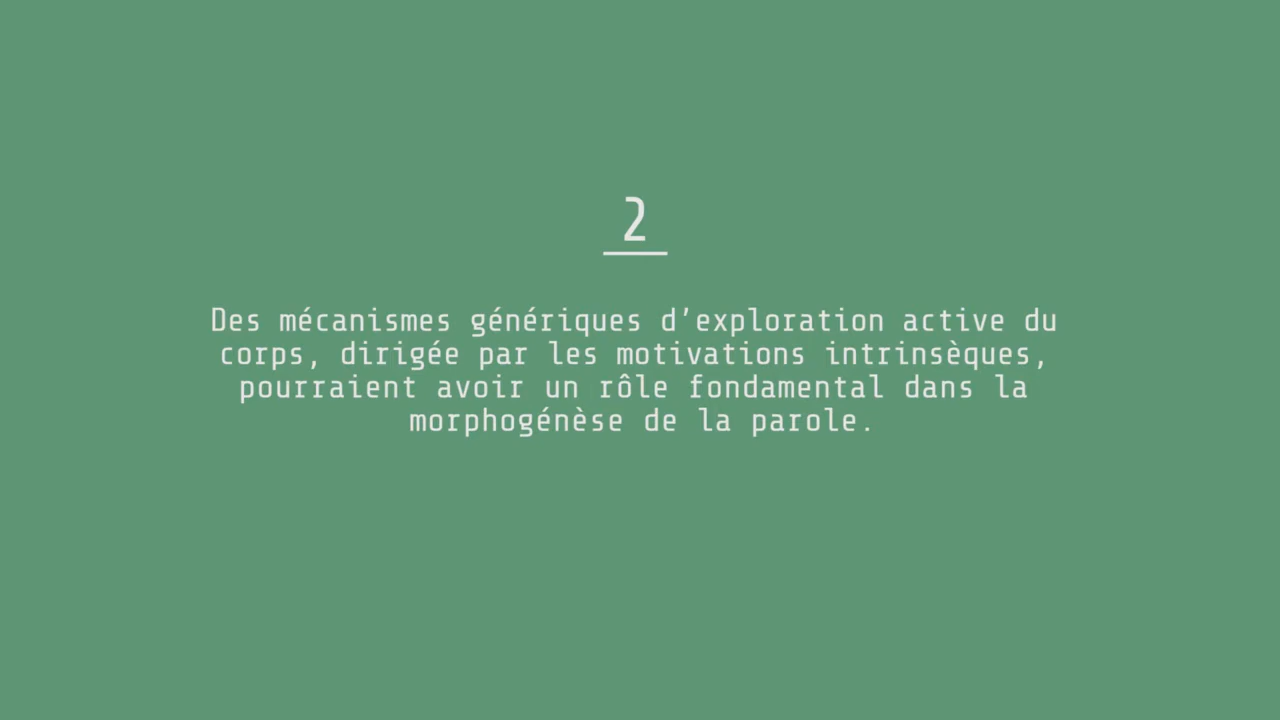 2
Des mécanismes génériques d’exploration active du
corps, dirigée par les motivations intrinsèques,
pourraient avoir un rôle fondamental dans la
morphogénèse de la parole.